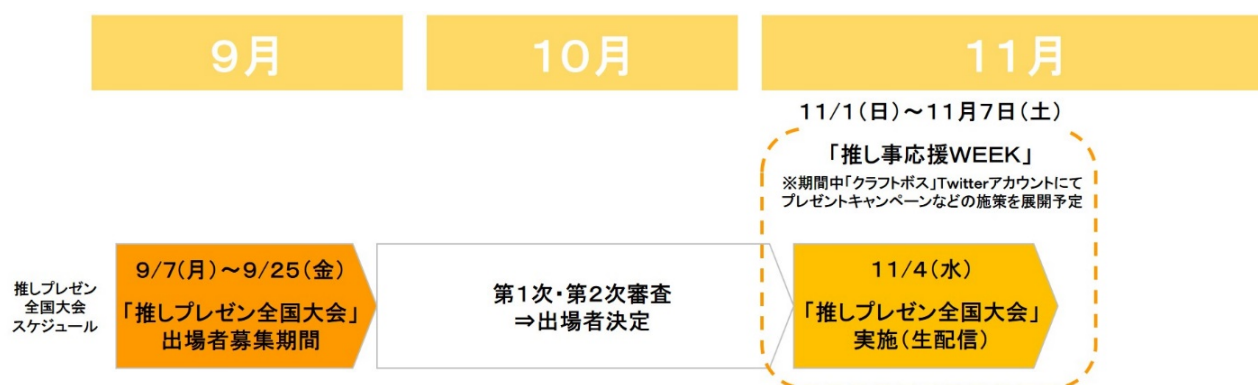 9月
10月
11月
11/1(日)～11月7日(土)
「推し事応援WEEK」
※期間中「クラフトボス」Twitterアカウントにて
プレゼントキャンペーンなどの施策を展開予定
推しプレゼン
全国大会
スケジュール
9/7(月)～9/25(金)
「推しプレゼン全国大会」
出場者募集期間
第1次・第2次審査
⇒出場者決定
11/4(水)
「推しプレゼン全国大会」
実施(生配信)